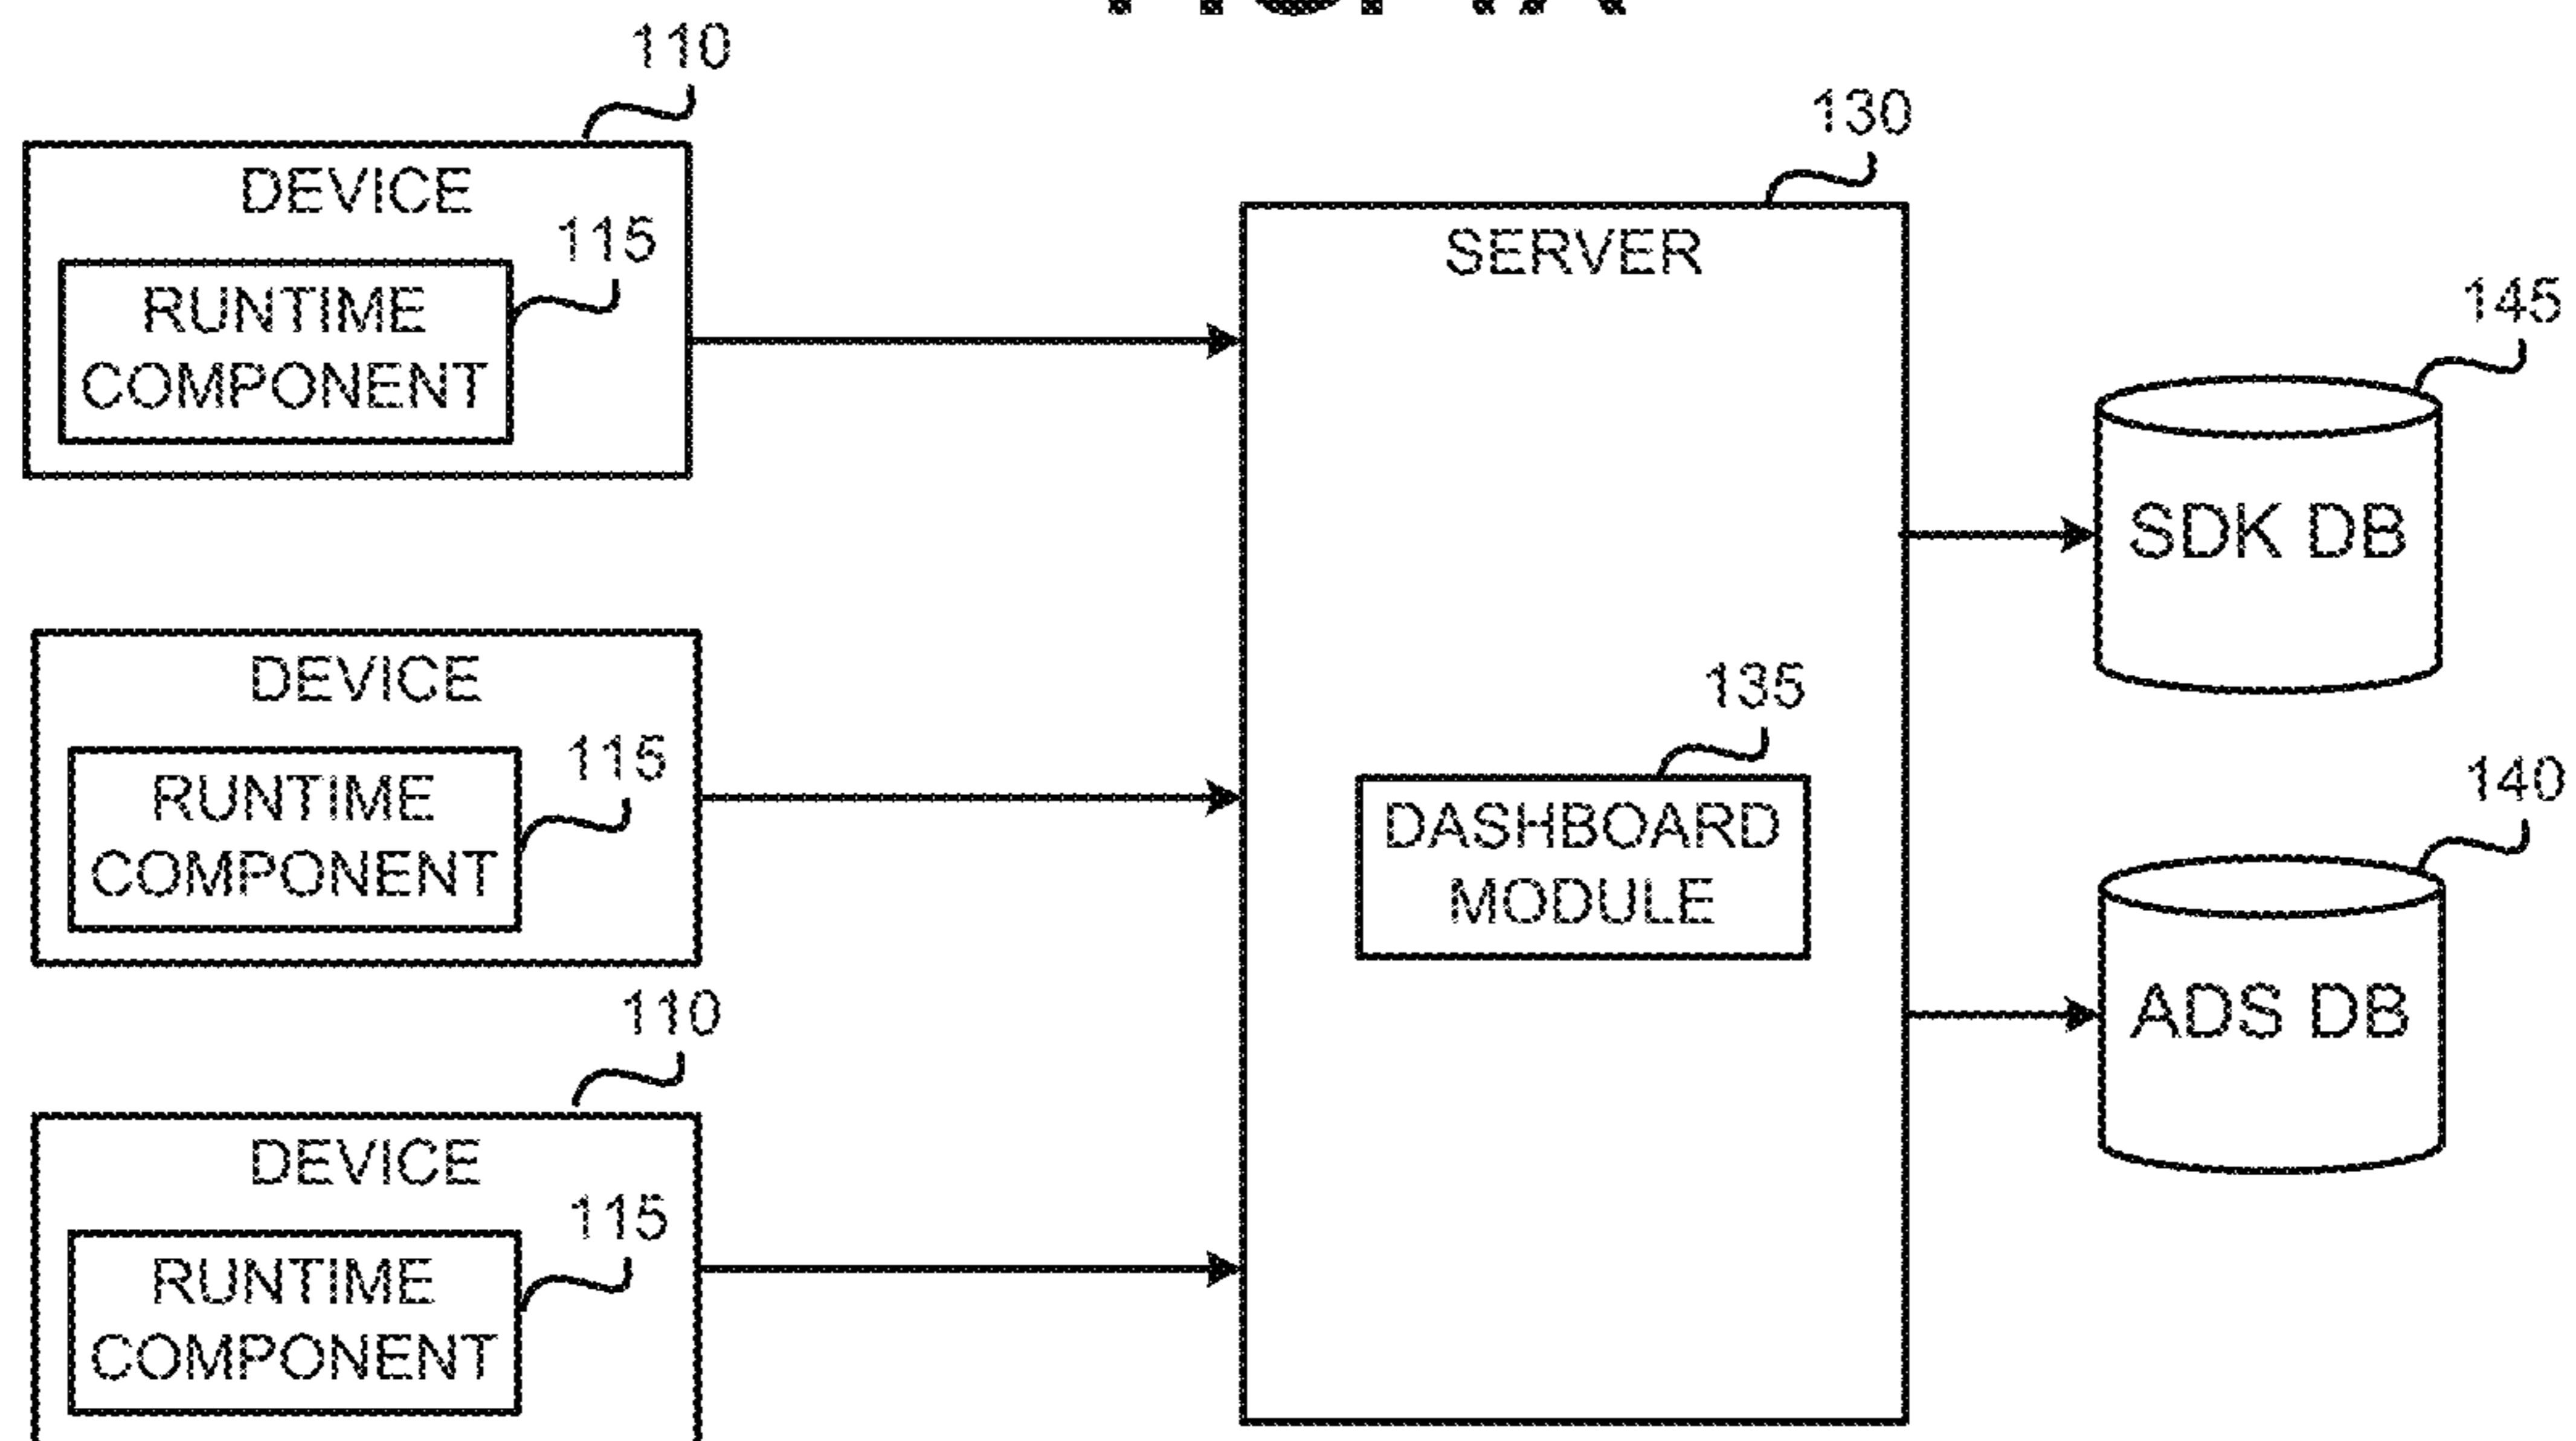 110
130
DEVICE
115
RUNTIME
COMPONENT
SERVER
145
SDK DB
DEVICE
115
RUNTIME
COMPONENT
135
DASHBOARD
MODULE
140
ADS DB
110
DEVICE
115
RUNTIME
COMPONENT